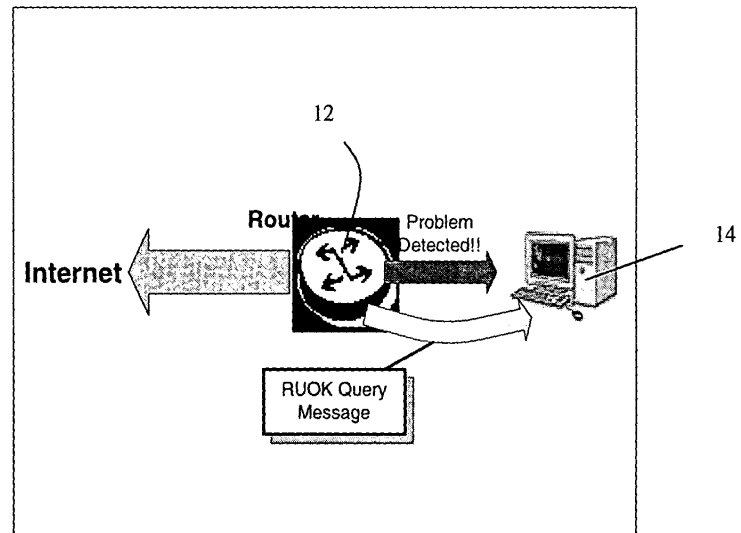 12
Router
Problem
Detected!!
14
Internet
RUOK Query
Message